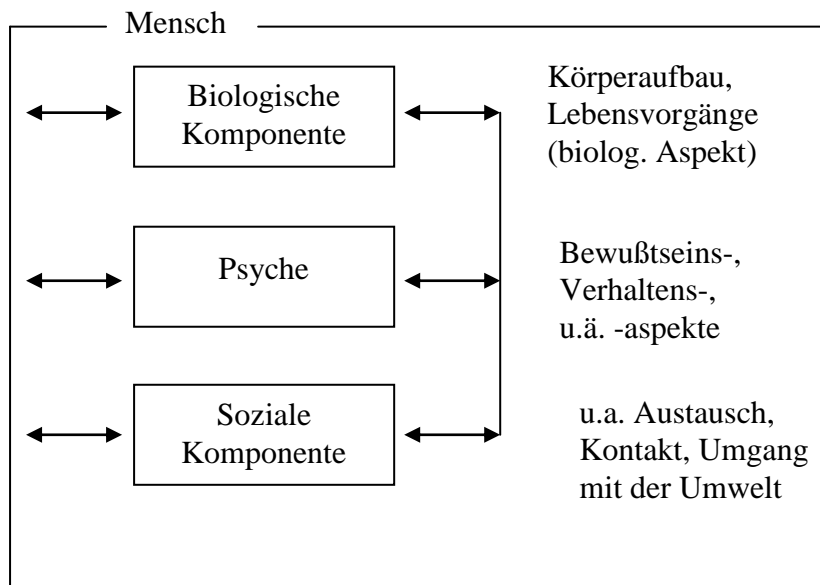 Mensch
Biologische
Komponente
Körperaufbau,
Lebensvorgänge
(biolog. Aspekt)
Psyche
Bewußtseins-,
Verhaltens-,
u.ä. -aspekte
Soziale
Komponente
u.a. Austausch,
Kontakt, Umgang
mit der Umwelt